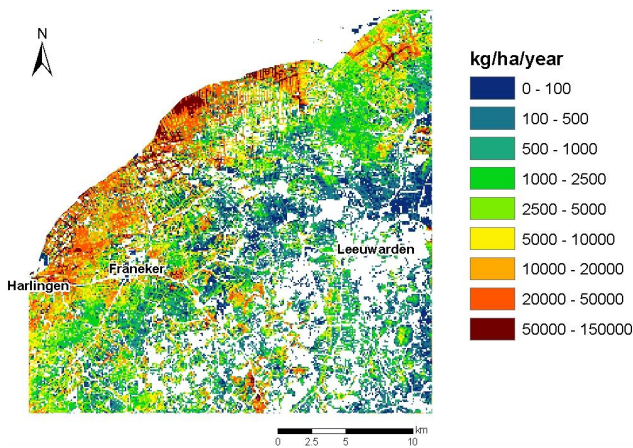 N
kg/ha/year
0 - 100
100 - 500
500 - 1000
1000 - 2500
2500 - 5000
5000 - 10000
10000 - 20000
20000 - 50000
50000 - 150000
Leeuwarden
Franeker
Harlingen
km
0 2.5 5 10